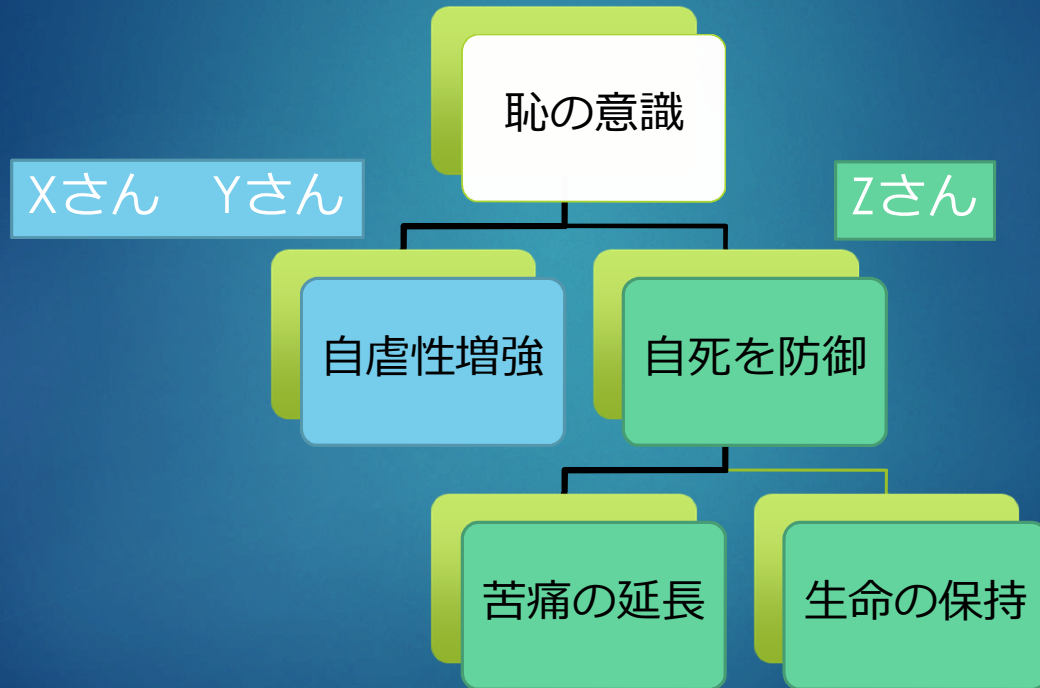 恥の意識
Xさん　Yさん
Zさん
自虐性増強
自死を防御
苦痛の延長
生命の保持